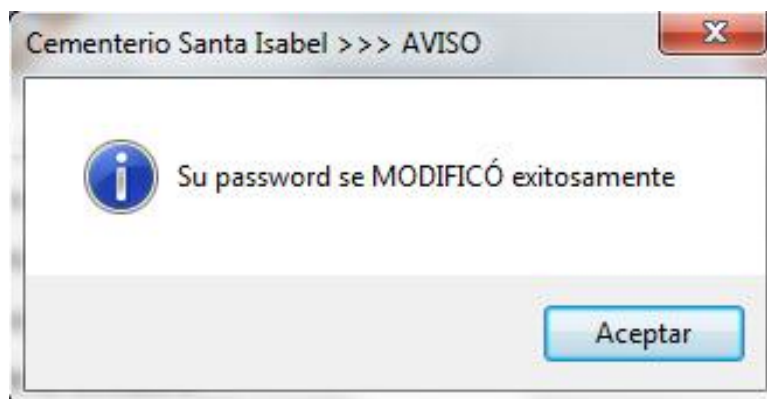 Cementerio Santa Isabel >>> AVISO
Su password se MODIFICÓ exitosamente
Aceptar